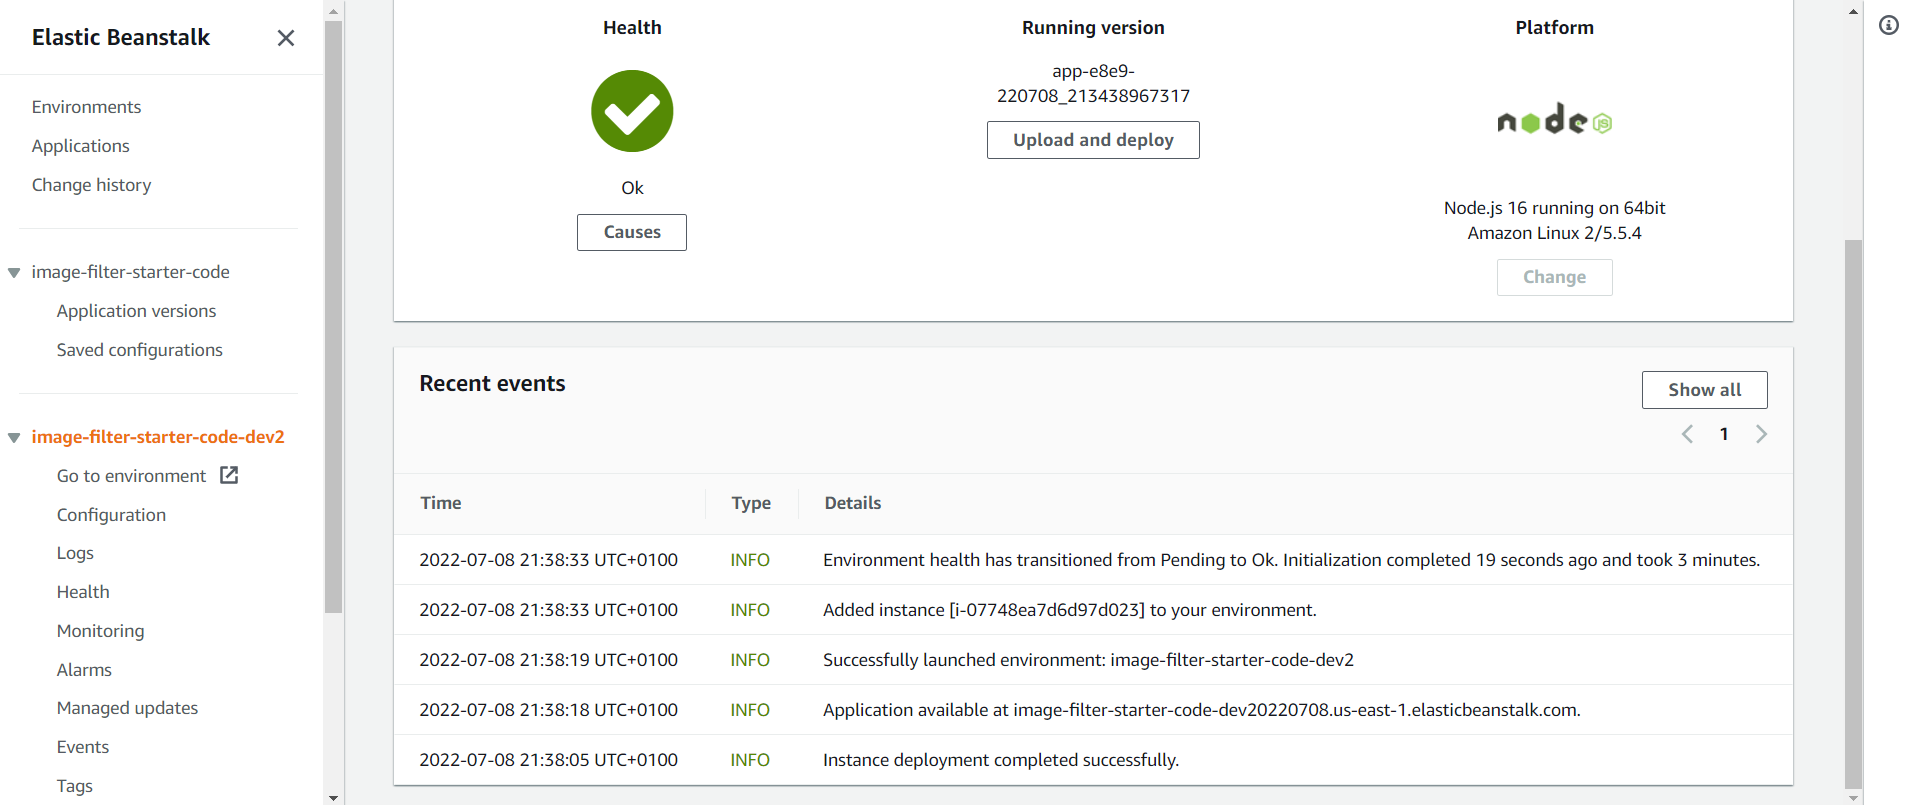 Elastic Beanstalk
Environments
Applications
Change history
image-filter-starter-code
Application versions
Saved configurations
image-filter-starter-code-dev2
Go to environment
Configuration
Logs
Health
Monitoring
Alarms
Managed updates
Events
Tags
Health
Ok
Causes
Running version
app-e8e9-
220708_213438967317
Upload and deploy
Platform
node JS
Node.js 16 running on 64bit
Amazon Linux 2/5.5.4
Change
Recent events
Show all
1
Time Type Details
2022-07-08 21:38:33 UTC+0100 INFO Environment health has transitioned from Pending to Ok. Initialization completed 19 seconds ago and took 3 minutes.
2022-07-08 21:38:33 UTC+0100 INFO Added instance [i-07748ea7d6d97d023] to your environment.
2022-07-08 21:38:19 UTC+0100 INFO Successfully launched environment: image-filter-starter-code-dev2
2022-07-08 21:38:18 UTC+0100 INFO Application available at image-filter-starter-code-dev20220708.us-east-1.elasticbeanstalk.com.
2022-07-08 21:38:05 UTC+0100 INFO Instance deployment completed successfully.